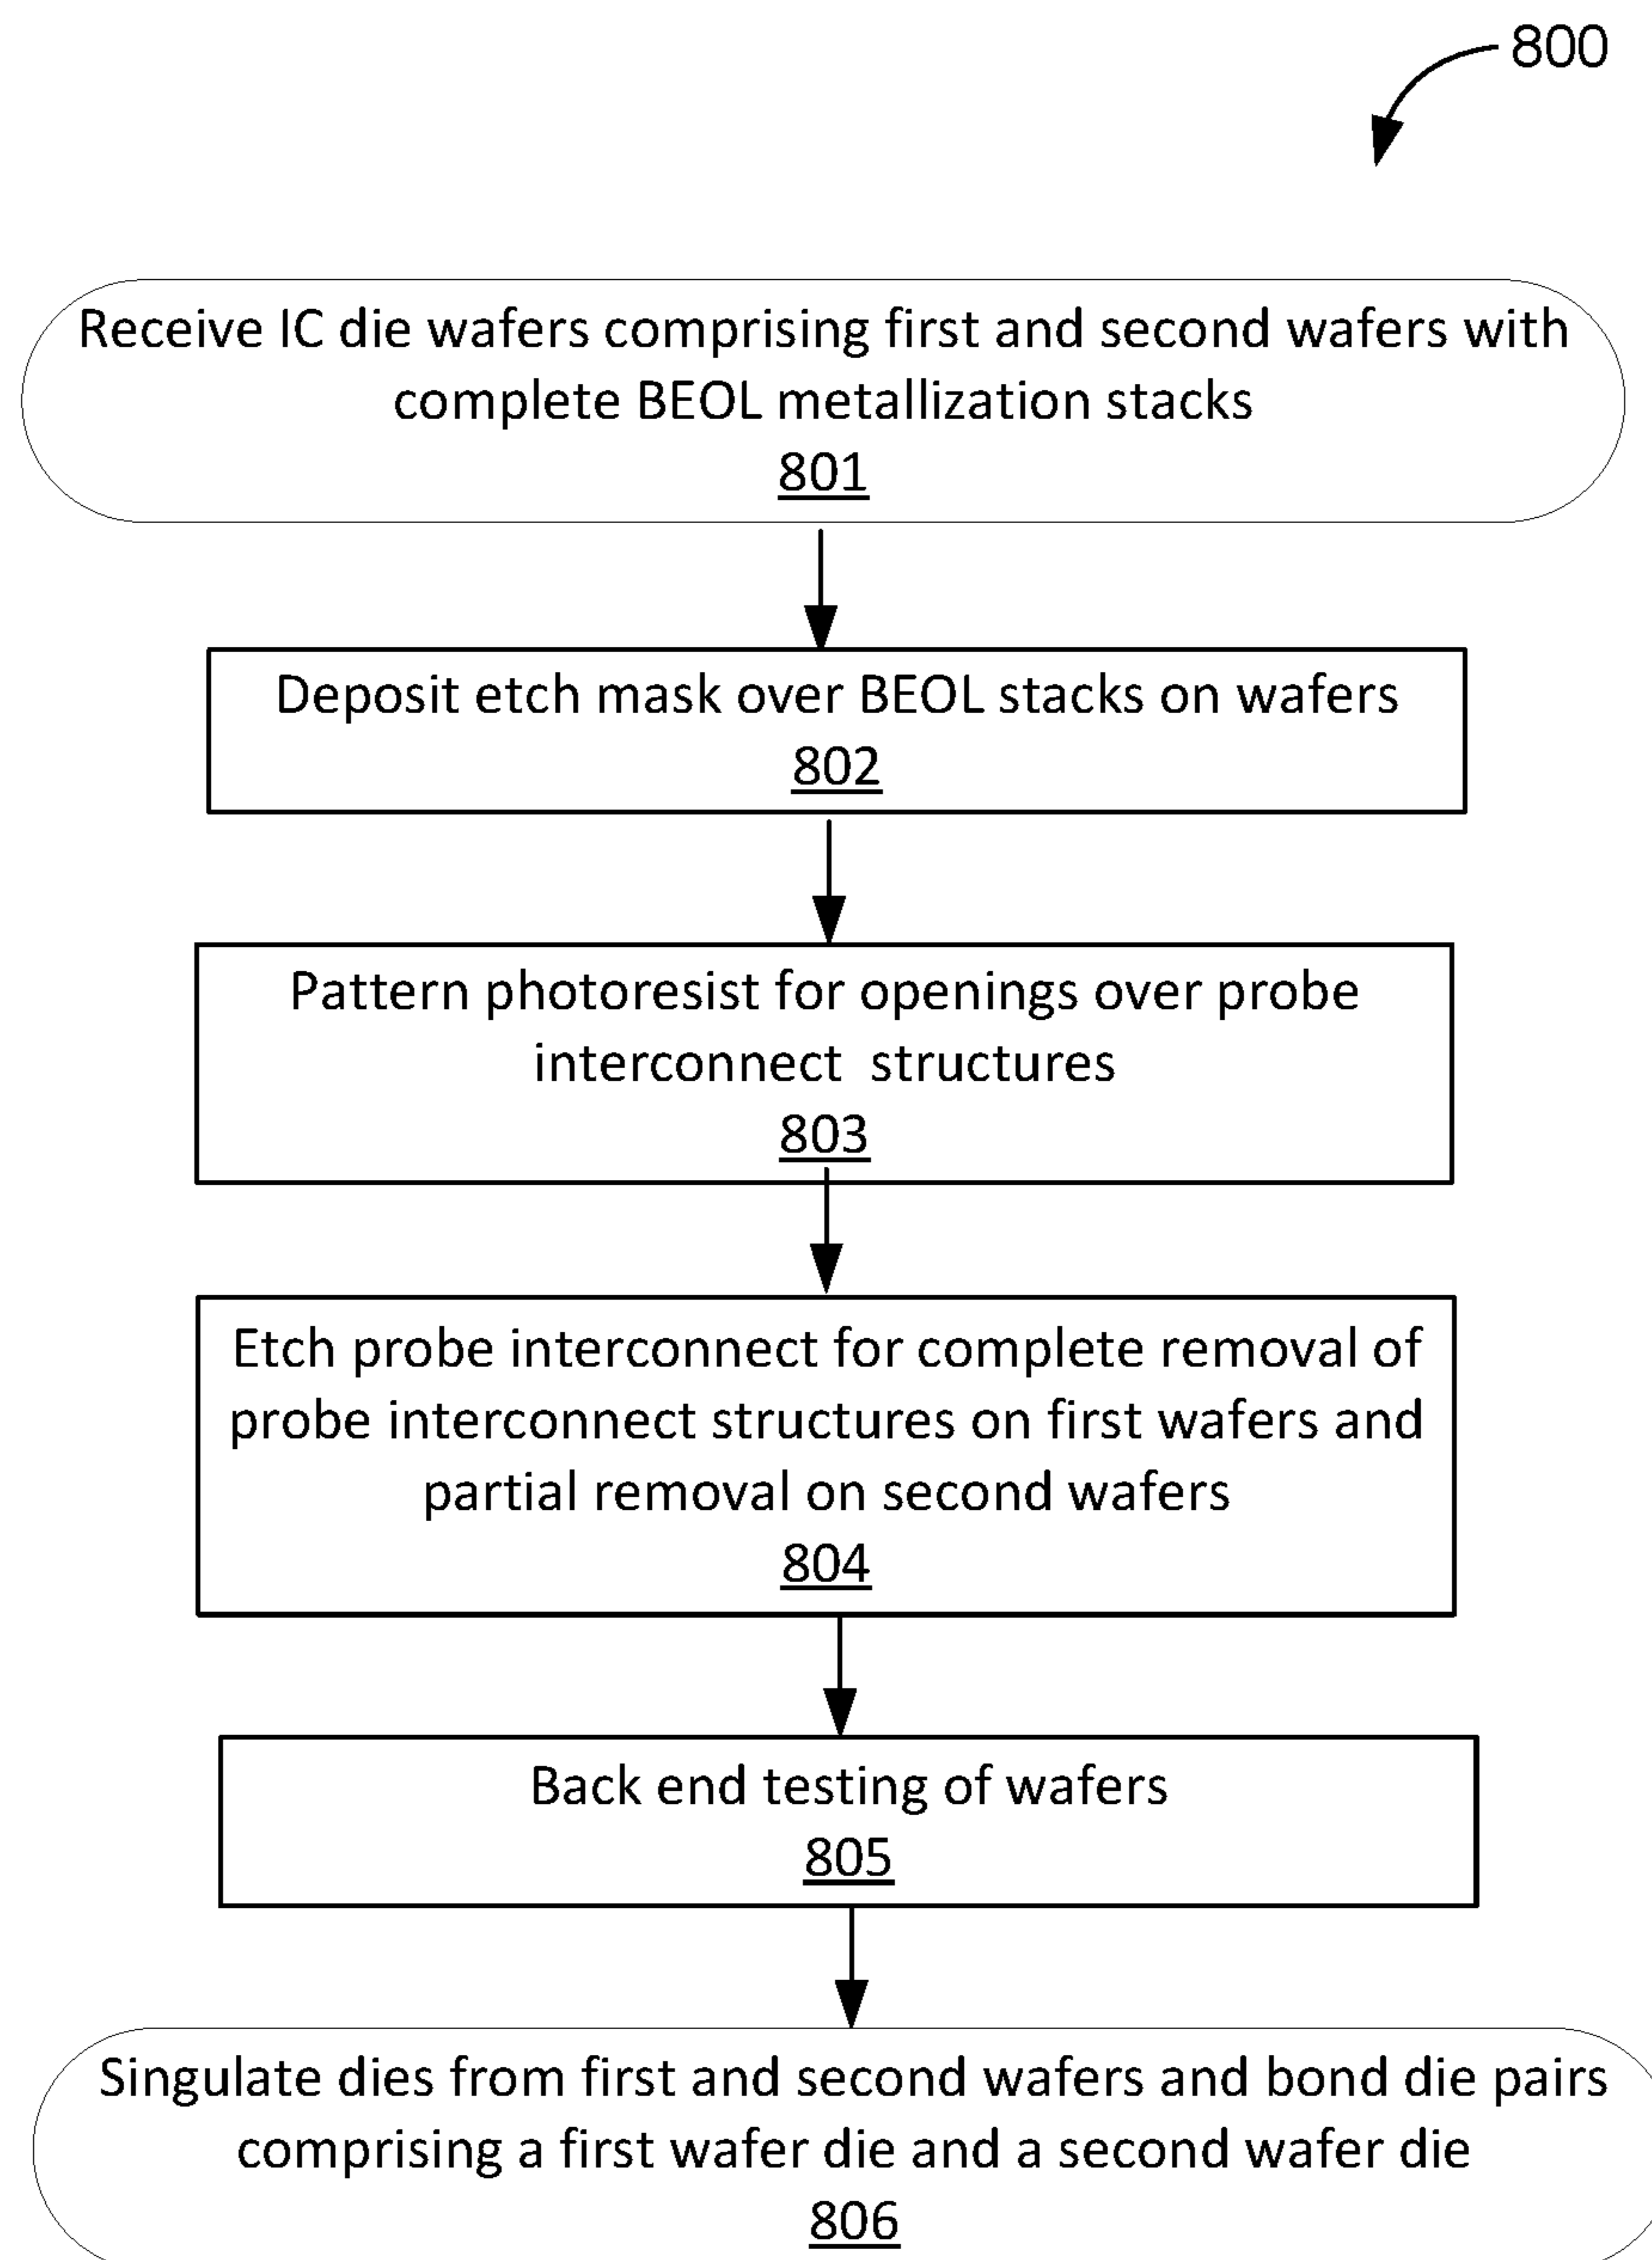 800
Receive IC die wafers comprising first and second wafers with
complete BEOL metallization stacks
801
Deposit etch mask over BEOL stacks on wafers
802
Pattern photoresist for openings over probe
interconnect structures
803
Etch probe interconnect for complete removal of
probe interconnect structures on first wafers and
partial removal on second wafers
804
Back end testing of wafers
805
Singulate dies from first and second wafers and bond die pairs
comprising a first wafer die and a second wafer die
806